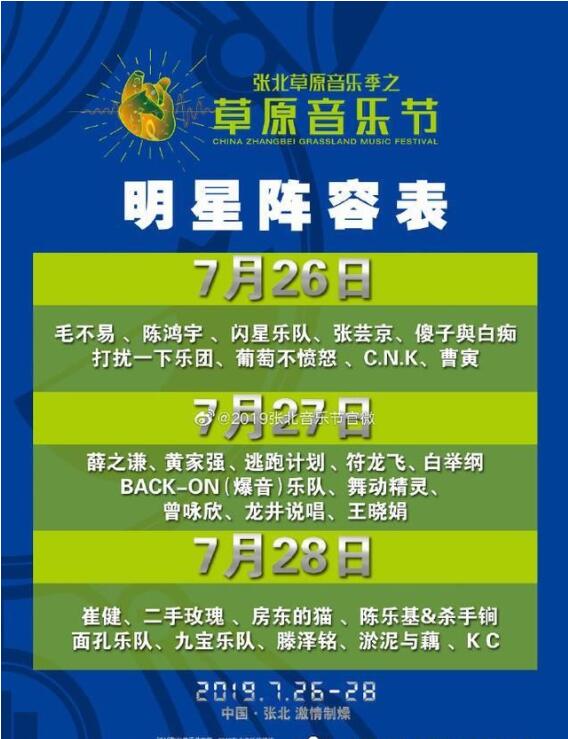 张北草原音乐季之
草原音乐节
CHINA ZHANGBEI GRASSLAND MUSIC FESTIVAL
明星阵容表
7月26日
毛不易 、陈鸿宇 、闪星乐队、张芸京、傻子與白痴
打扰一下乐团、葡萄不愤怒 、C.N.K、曹寅
7月27日
@2019张北音乐节官微
薛之谦、黄家强、逃跑计划 、符龙飞、白举纲
BACK-ON(爆音)乐队、舞动精灵、
曾咏欣、龙井说唱、王晓娟
7月28日
崔健、二手玫瑰 、房东的猫 、陈乐基&杀手锏
面孔乐队、九宝乐队、滕泽铭、淤泥与藕 、K C
2019.7.26-28
中国·张北 激情制燥